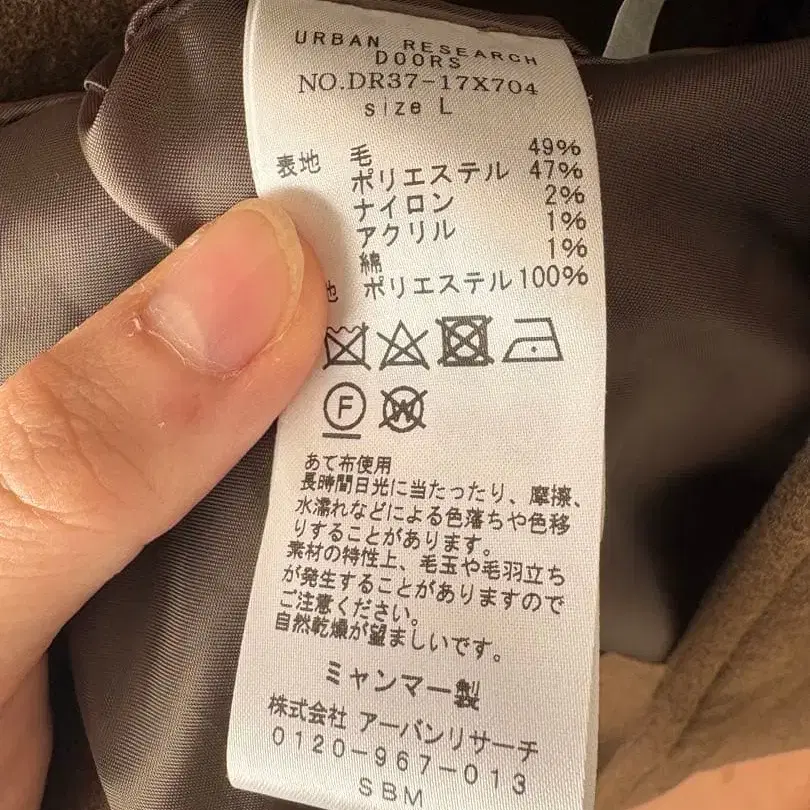 URBAN RESEARCH
DOORS
NO.DR37-17X704
size L
表地 毛 49%
ポリエステル 47%
ナイロン 2%
アクリル 1%
綿 1%
地 ポリエステル 100%
F W
あて布使用
長時間日光に当たったり、摩擦、
水濡れなどによる色落ちや色移
りすることがあります。
素材の特性上、毛玉や毛羽立ち
が発生することがありますので
ご注意ください。
自然乾燥が望ましいです。
ミャンマー製
株式会社 アーバンリサーチ
0120-967-013
SBM